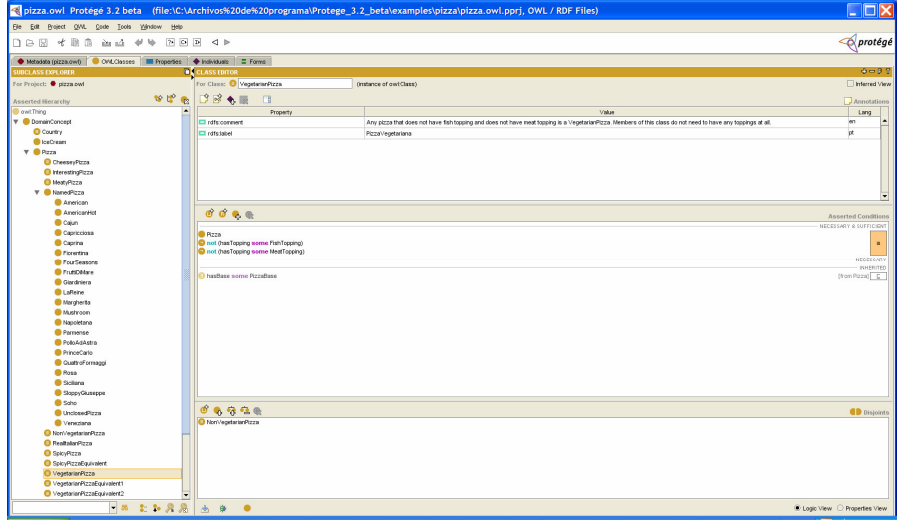 pizza.owl Protégé 3.2 beta (file:\C:\Archivos%20de%20programa\Protege_3.2_beta\examples\pizza\pizza.owl.pprj, OWL / RDF Files)
File Edit Project OWL Code Tools Window Help
protégé
Metadata (pizza.owl) OWLClasses Properties Individuals Forms
SUBCLASS EXPLORER
For Project: pizza.owl
Asserted Hierarchy
owl:Thing
DomainConcept
Country
IceCream
Pizza
CheeseyPizza
InterestingPizza
MeatyPizza
NamedPizza
American
AmericanHot
Cajun
Capricciosa
Caprina
Fiorentina
FourSeasons
FruttiDiMare
Giardiniera
LaReine
Margherita
Mushroom
Napoletana
Parmense
PolloAdAstra
PrinceCarlo
QuattroFormaggi
Rosa
Siciliana
SloppyGiuseppe
Soho
UnclosedPizza
Veneziana
NonVegetarianPizza
RealItalianPizza
SpicyPizza
SpicyPizzaEquivalent
VegetarianPizza
VegetarianPizzaEquivalent1
VegetarianPizzaEquivalent2
CLASS EDITOR
For Class: VegetarianPizza (instance of owl:Class) Inferred View
Annotations
Property Value Lang
rdfs:comment Any pizza that does not have fish topping and does not have meat topping is a VegetarianPizza. Members of this class do not need to have any toppings at all. en
rdfs:label PizzaVegetariana pt
Asserted Conditions
NECESSARY & SUFFICIENT
Pizza
not (hasTopping some FishTopping)
not (hasTopping some MeatTopping)
NECESSARY
INHERITED
hasBase some PizzaBase [from Pizza]
Disjoints
NonVegetarianPizza
Logic View Properties View